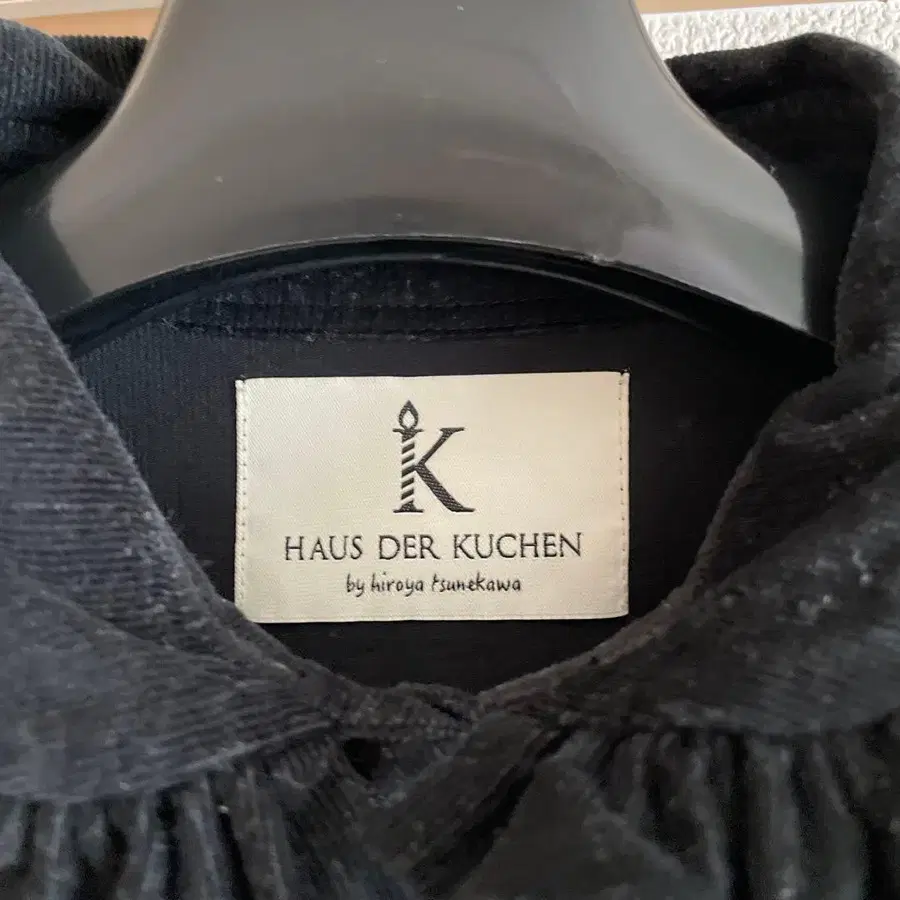 K
HAUS DER KUCHEN
by hiroya tsunekawa